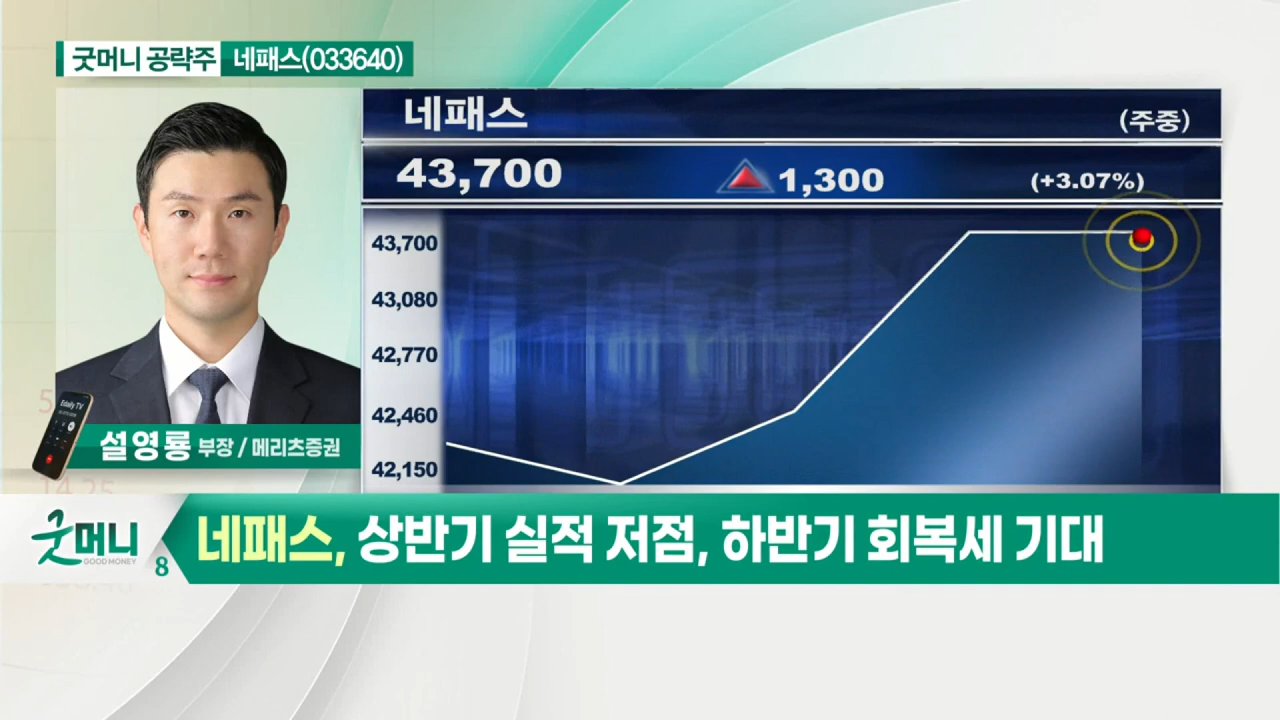 굿머니 공략주 네패스(033640)
네패스 (주중)
43,700 ▲ 1,300 (+3.07%)
43,700
43,080
42,770
42,460
42,150
Edaily TV
설영룡 부장 / 메리츠증권
굿머니
GOOD MONEY
8
네패스, 상반기 실적 저점, 하반기 회복세 기대